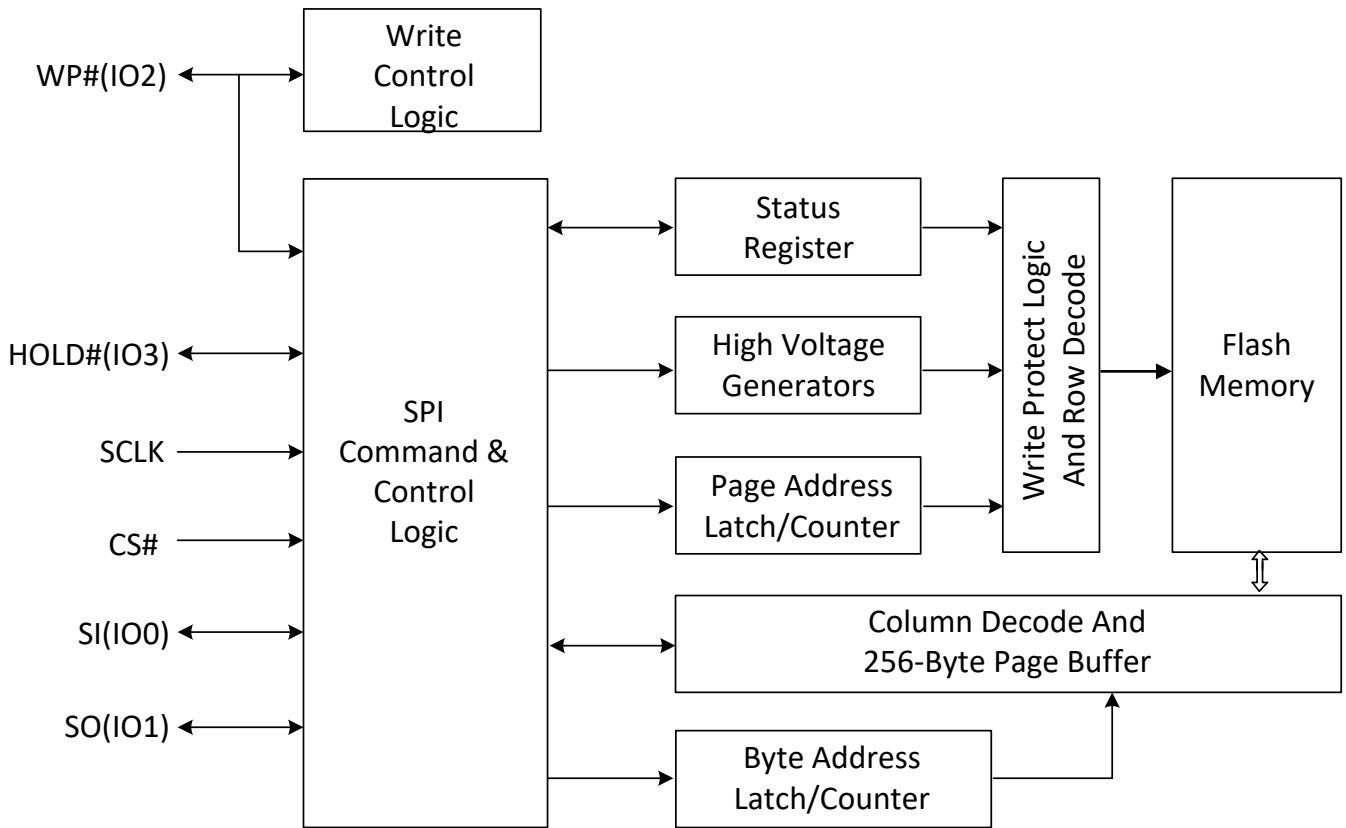 Write
Control
Logic
WP#(IO2)
HOLD#(IO3)
SCLK
CS#
SI(IO0)
SO(IO1)
SPI
Command &
Control
Logic
Status
Register
High Voltage
Generators
Page Address
Latch/Counter
Write Protect Logic
And Row Decode
Flash
Memory
Column Decode And
256-Byte Page Buffer
Byte Address
Latch/Counter